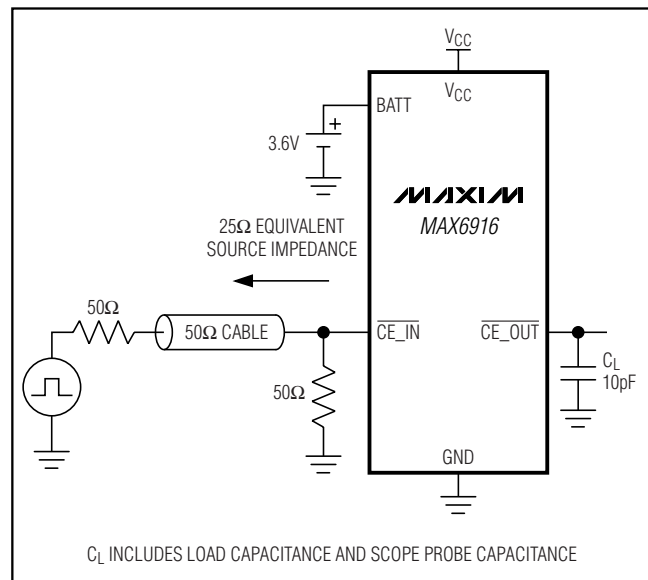 VCC
VCC
BATT
+
3.6V
MAXIM
MAX6916
25Ω EQUIVALENT
SOURCE IMPEDANCE
50Ω
50Ω CABLE
CE_IN
CE_OUT
50Ω
CL
10pF
GND
CL INCLUDES LOAD CAPACITANCE AND SCOPE PROBE CAPACITANCE